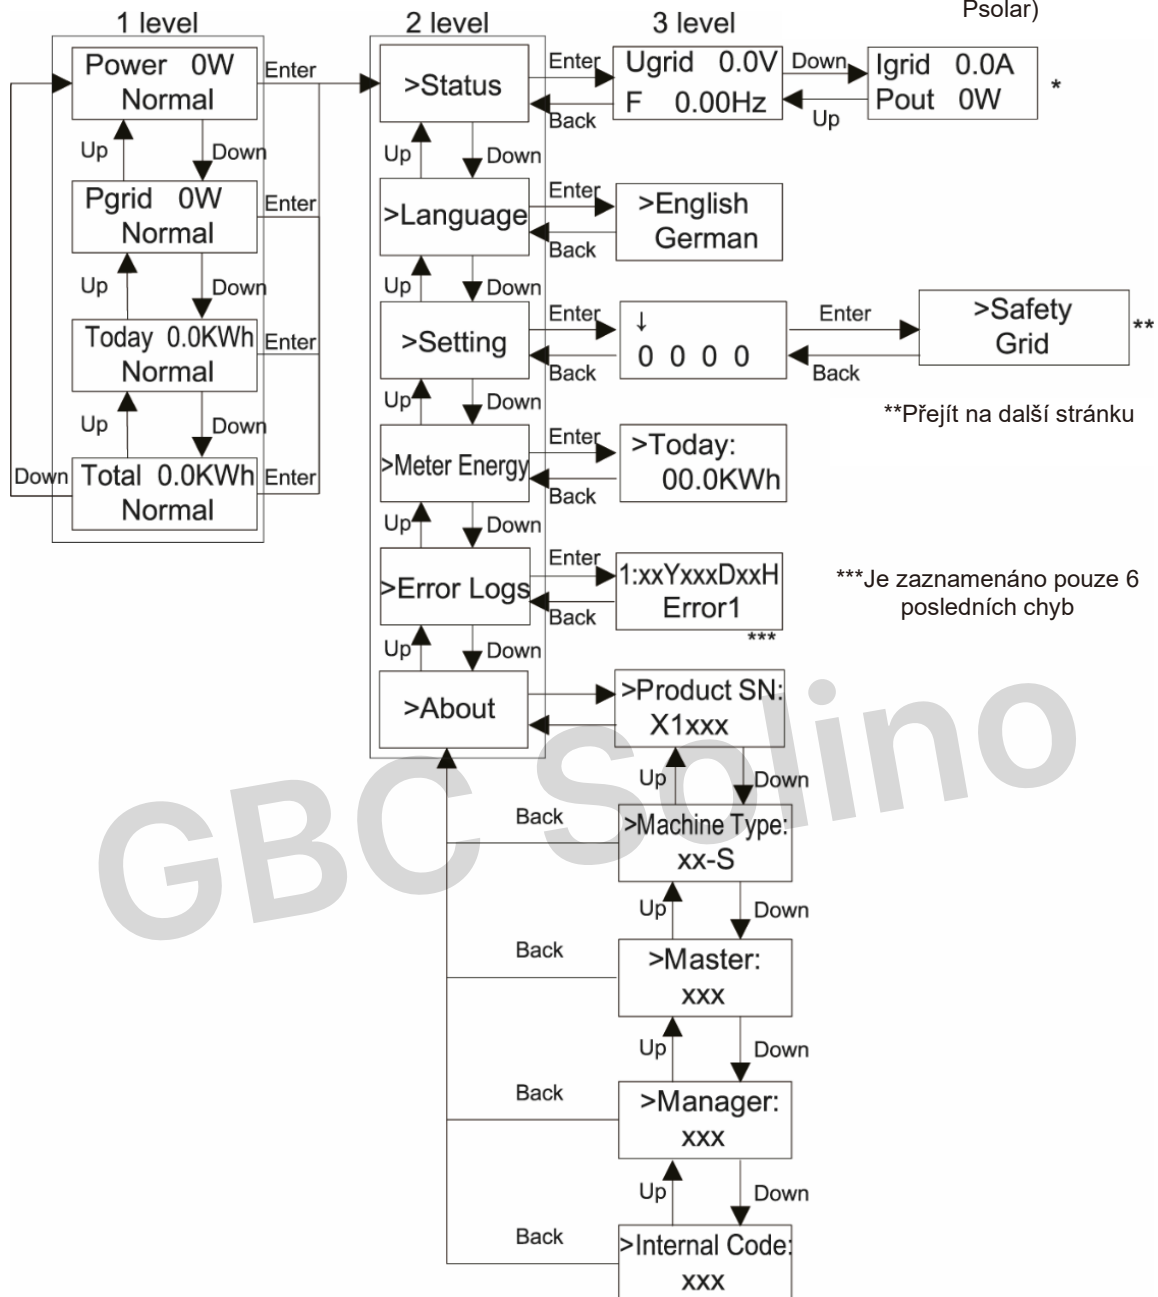 Psolar)
1 level
2 level
3 level
Power 0W
Normal
Enter
Up
Down
Pgrid 0W
Normal
Enter
Up
Down
Today 0.0KWh
Normal
Enter
Up
Down
Down
Total 0.0KWh
Normal
Enter
>Status
Enter
Back
Ugrid 0.0V
F 0.00Hz
Down
Up
Igrid 0.0A
Pout 0W
*
Up
Down
>Language
Enter
Back
>English
German
Up
Down
>Setting
Enter
Back
↓
0 0 0 0
Enter
Back
>Safety
Grid
**
**Přejít na další stránku
Up
Down
>Meter Energy
Enter
Back
>Today:
00.0KWh
Up
Down
>Error Logs
Enter
Back
1:xxYxxxDxxH
Error1
***
***Je zaznamenáno pouze 6
posledních chyb
Up
Down
>About
>Product SN:
X1xxx
Up
Down
Back
>Machine Type:
xx-S
Up
Down
Back
>Master:
xxx
Up
Down
Back
>Manager:
xxx
Up
Down
Back
>Internal Code:
xxx
GBC Solino